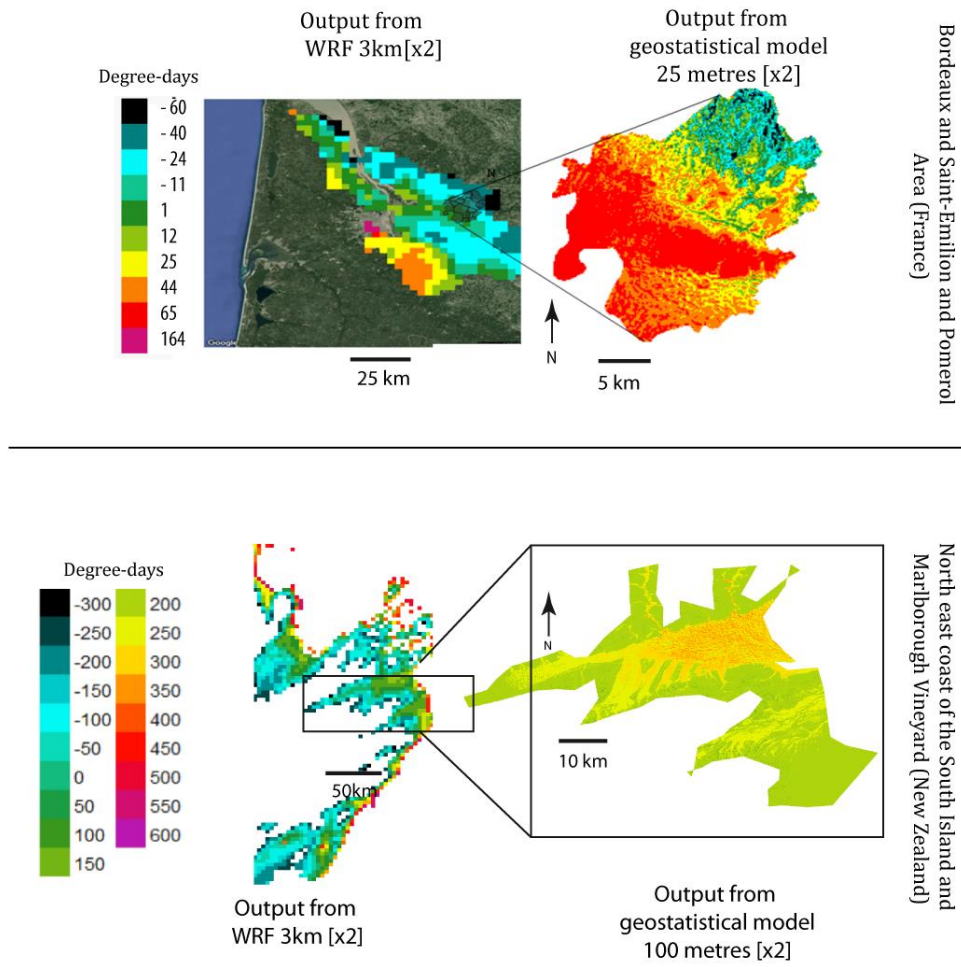 Output from
WRF 3km[x2]
Output from
geostatistical model
25 metres [x2]
Degree-days
- 60
- 40
- 24
- 11
1
12
25
44
65
164
N
Google
25 km
N
5 km
Bordeaux and Saint-Emilion and Pomerol
Area (France)
Degree-days
-300
-250
-200
-150
-100
-50
0
50
100
150
200
250
300
350
400
450
500
550
600
50km
N
10 km
Output from
WRF 3km [x2]
Output from
geostatistical model
100 metres [x2]
North east coast of the South Island and
Marlborough Vineyard (New Zealand)